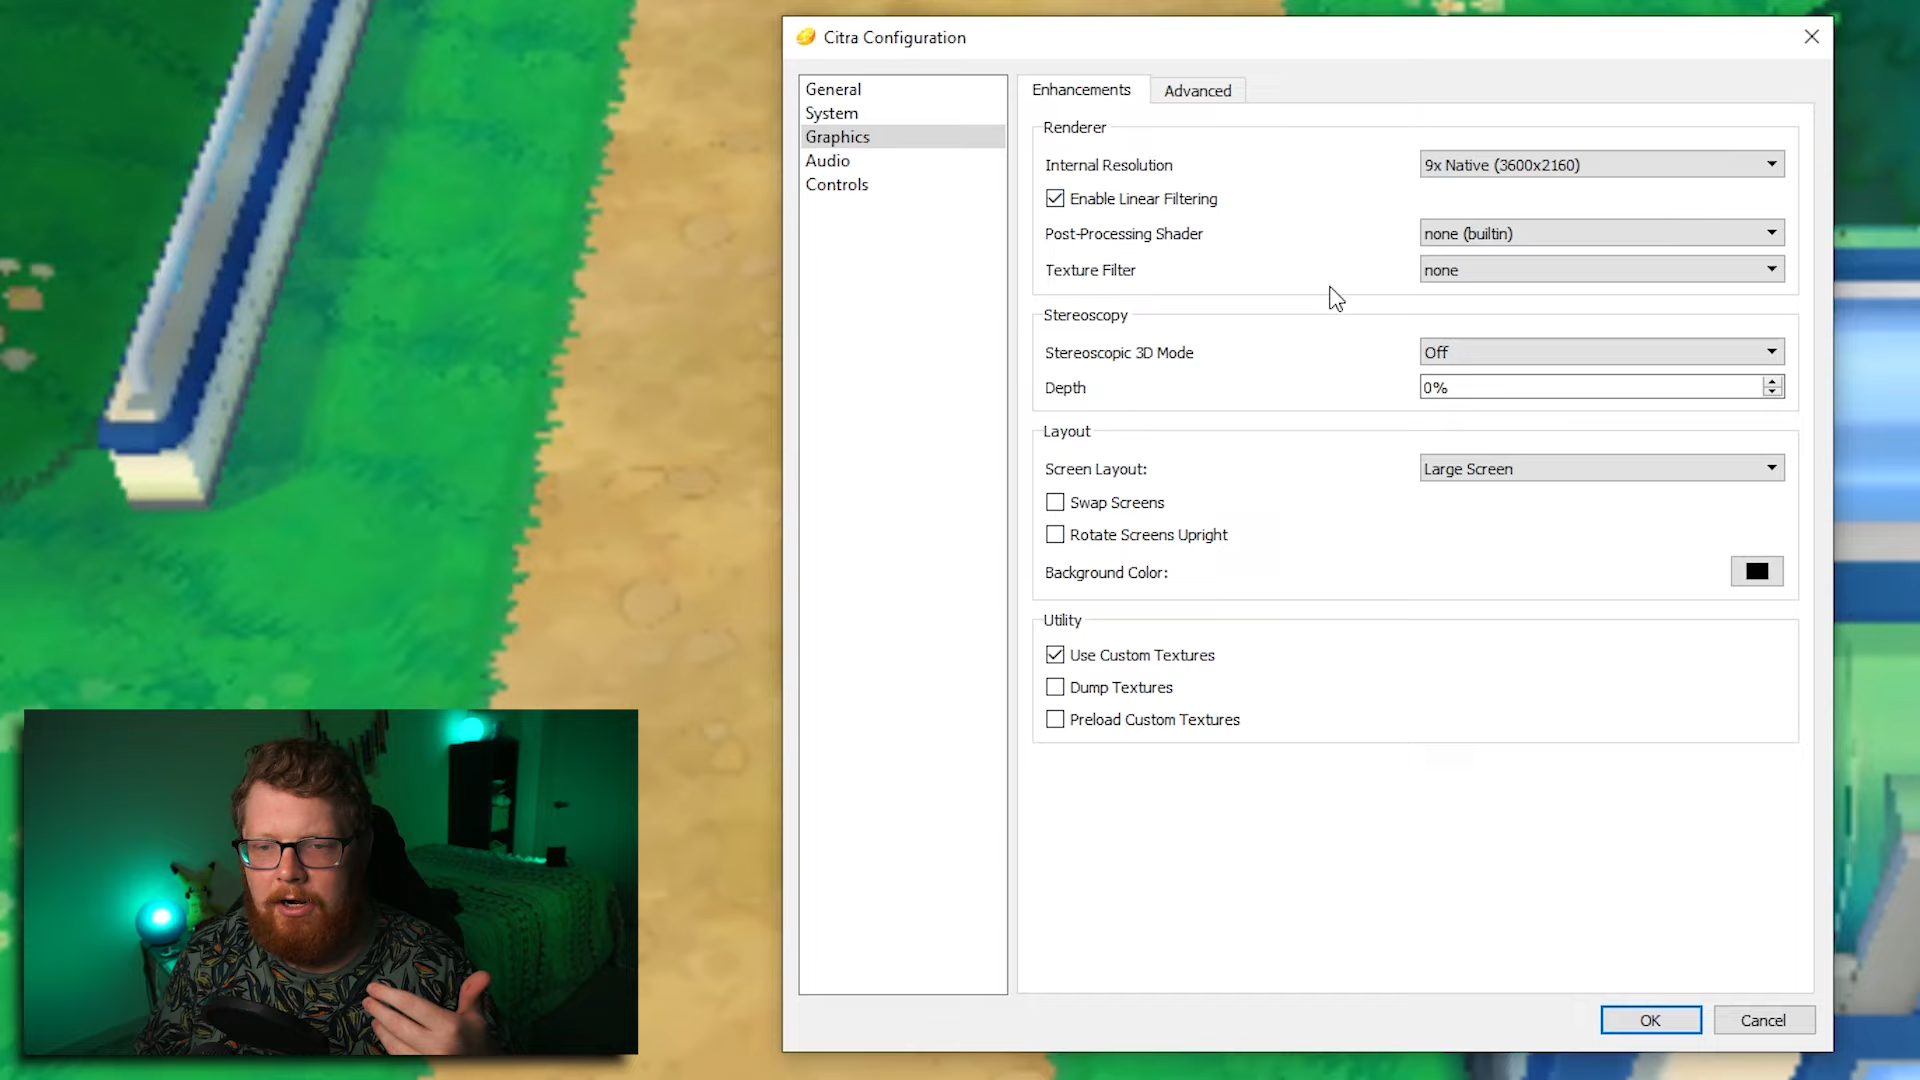 Citra Configuration
General
System
Graphics
Audio
Controls
Enhancements
Advanced
Renderer
Internal Resolution
9x Native (3600x2160)
Enable Linear Filtering
Post-Processing Shader
none (builtin)
Texture Filter
none
Stereoscopy
Stereoscopic 3D Mode
Off
Depth
0%
Layout
Screen Layout:
Large Screen
Swap Screens
Rotate Screens Upright
Background Color:
Utility
Use Custom Textures
Dump Textures
Preload Custom Textures
OK
Cancel